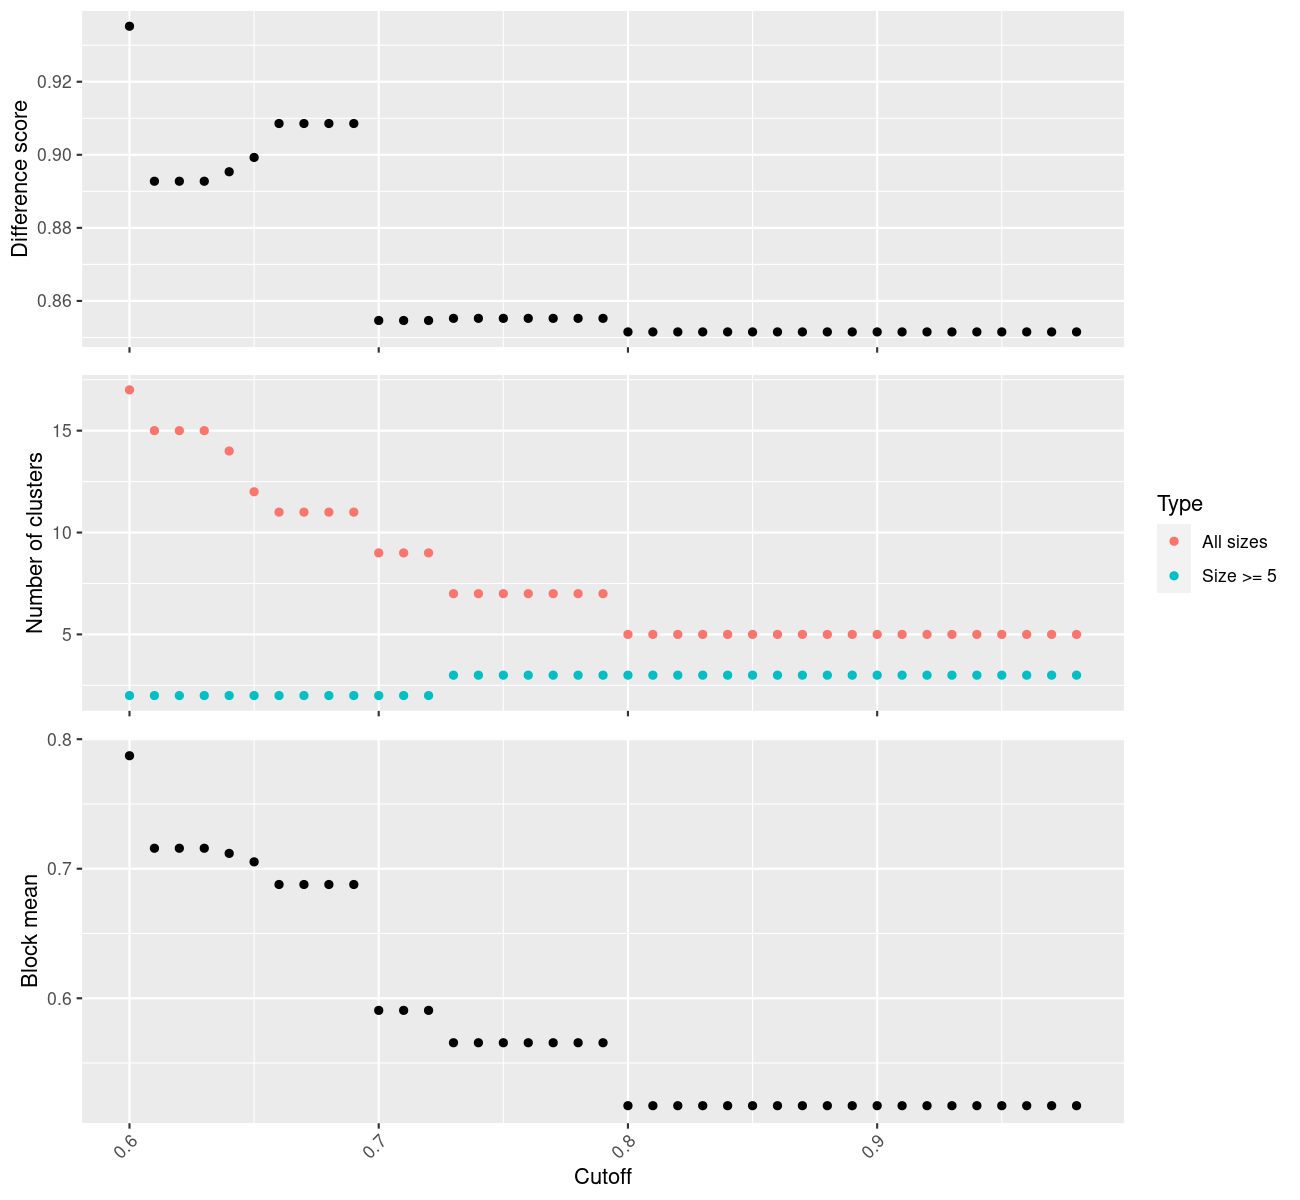 Difference score
0.92
0.90
0.88
0.86
Number of clusters
15
10
5
Type
All sizes
Size >= 5
Block mean
0.8
0.7
0.6
0.6
0.7
0.8
0.9
Cutoff